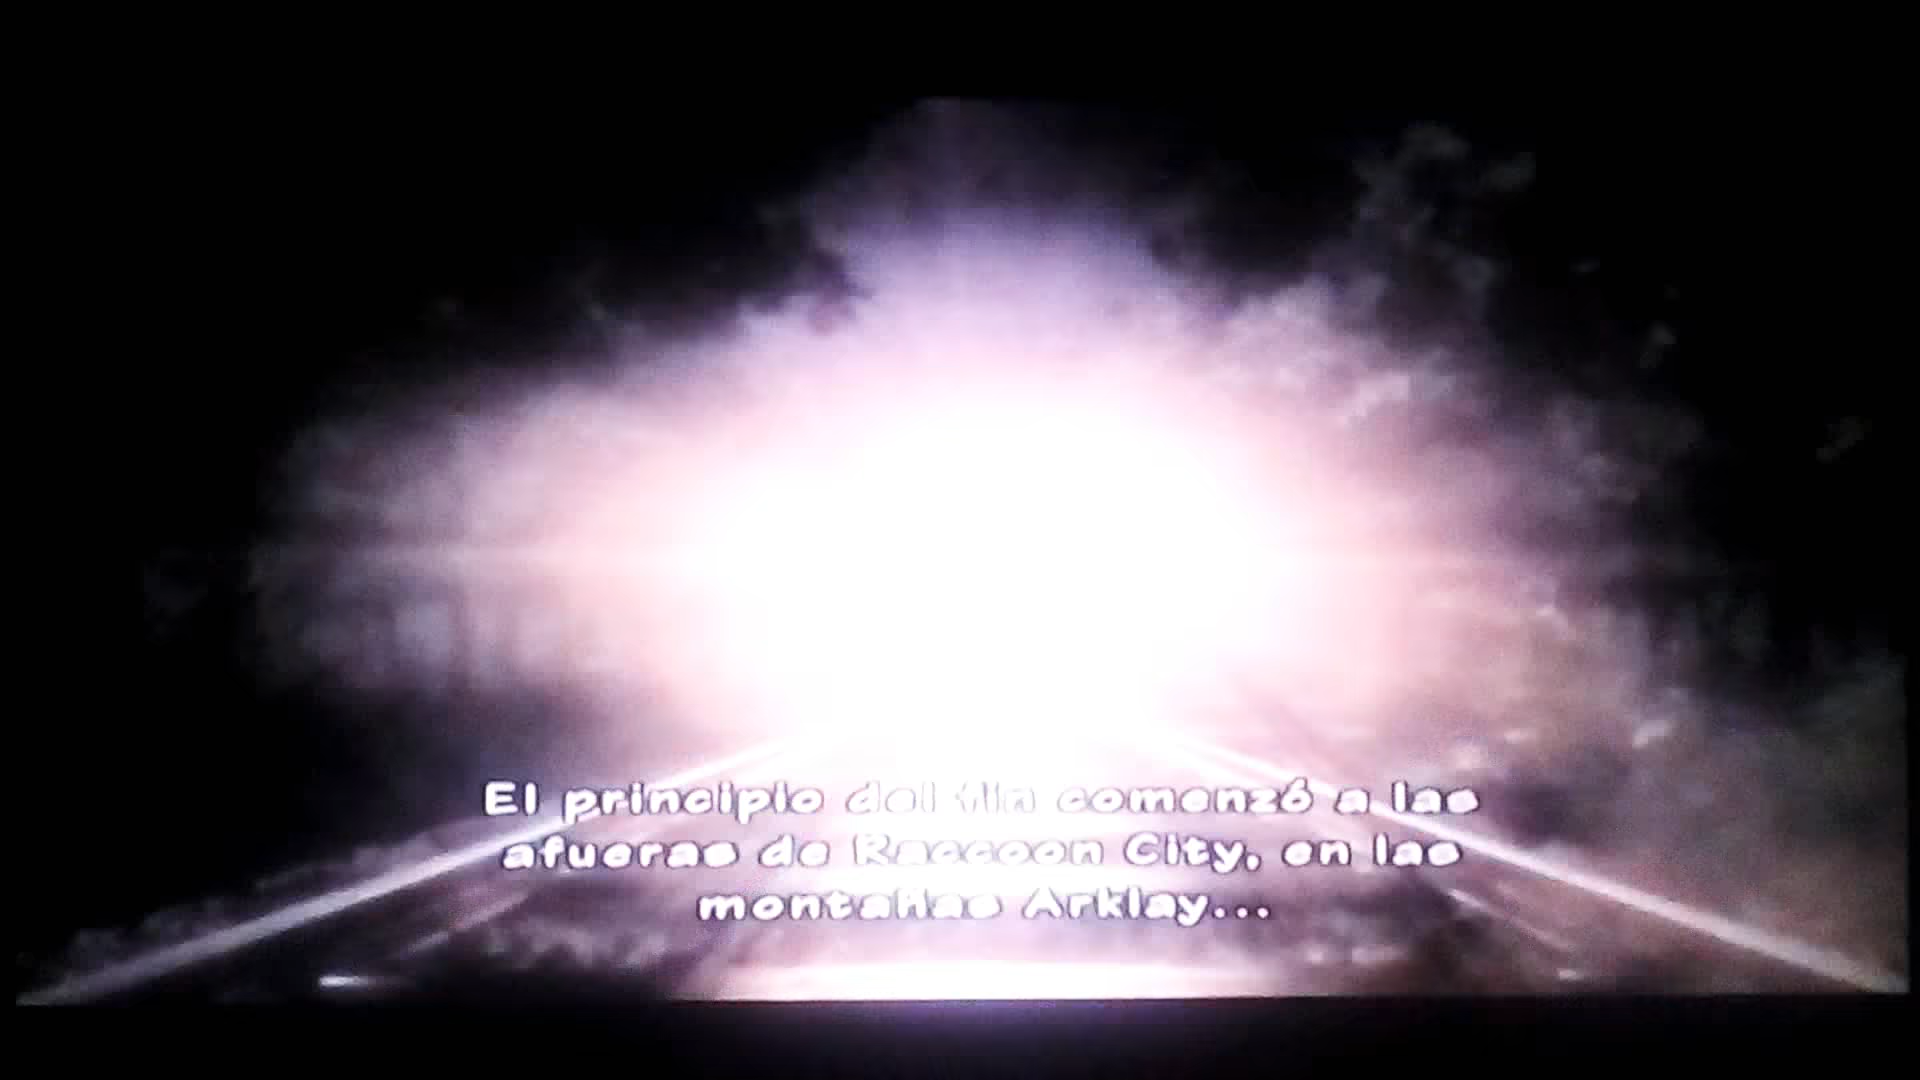 El principio del fin comenzó a las
afueras de Raccoon City, en las
montañas Arklay...